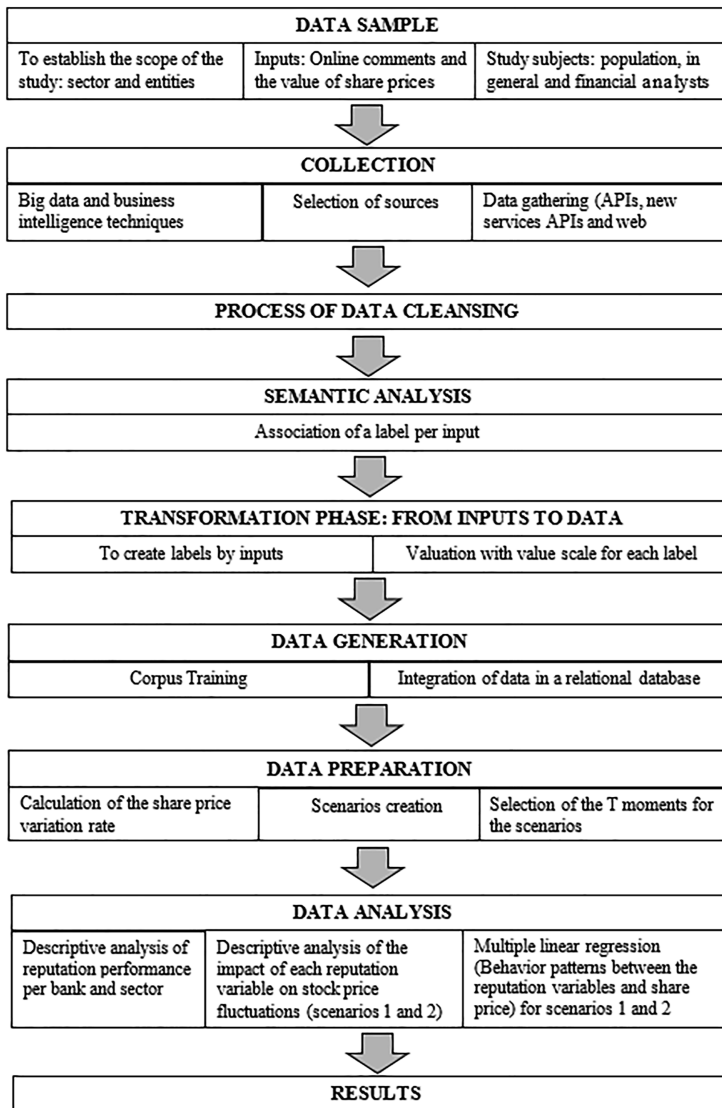 DATA SAMPLE
To establish the scope of the
study: sector and entities
Inputs: Online comments and
the value of share prices
Study subjects: population, in
general and financial analysts
COLLECTION
Big data and business
intelligence techniques
Selection of sources
Data gathering (APIs, new
services APIs and web
PROCESS OF DATA CLEANSING
SEMANTIC ANALYSIS
Association of a label per input
TRANSFORMATION PHASE: FROM INPUTS TO DATA
To create labels by inputs
Valuation with value scale for each label
DATA GENERATION
Corpus Training
Integration of data in a relational database
DATA PREPARATION
Calculation of the share price
variation rate
Scenarios creation
Selection of the T moments for
the scenarios
DATA ANALYSIS
Descriptive analysis of
reputation performance
per bank and sector
Descriptive analysis of the
impact of each reputation
variable on stock price
fluctuations (scenarios 1 and 2)
Multiple linear regression
(Behavior patterns between the
reputation variables and share
price) for scenarios 1 and 2
RESULTS